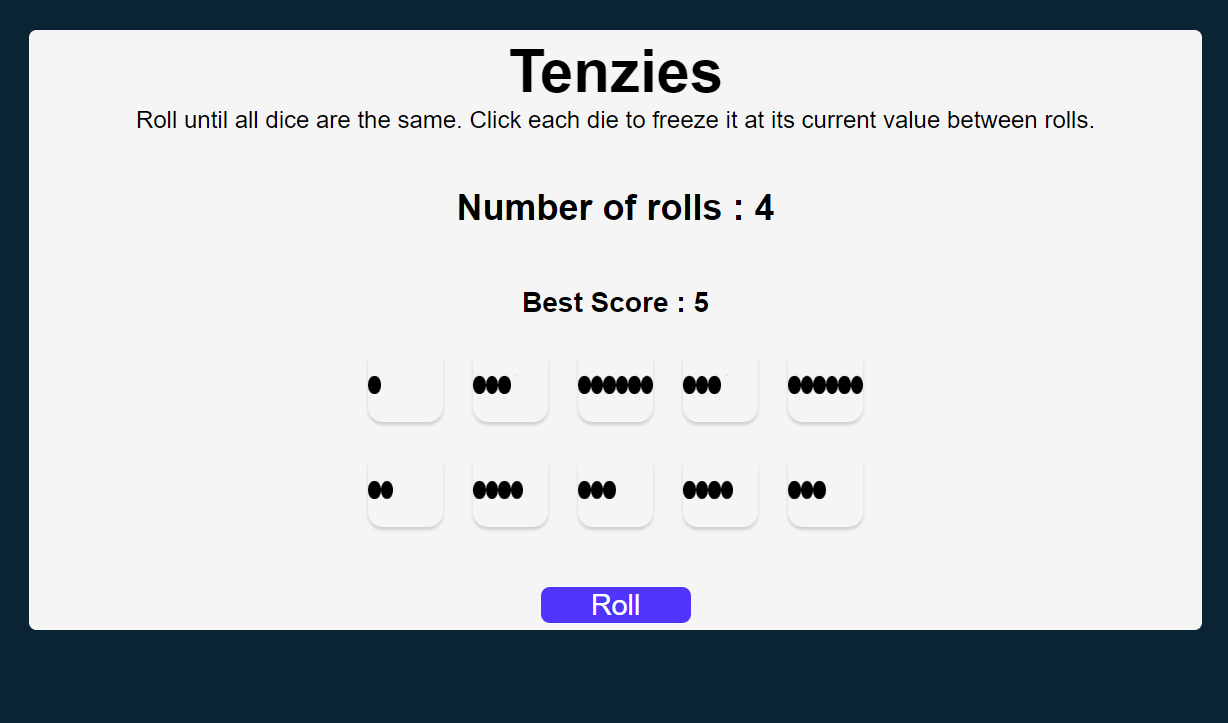 Tenzies
Roll until all dice are the same. Click each die to freeze it at its current value between rolls.
Number of rolls : 4
Best Score : 5
Roll